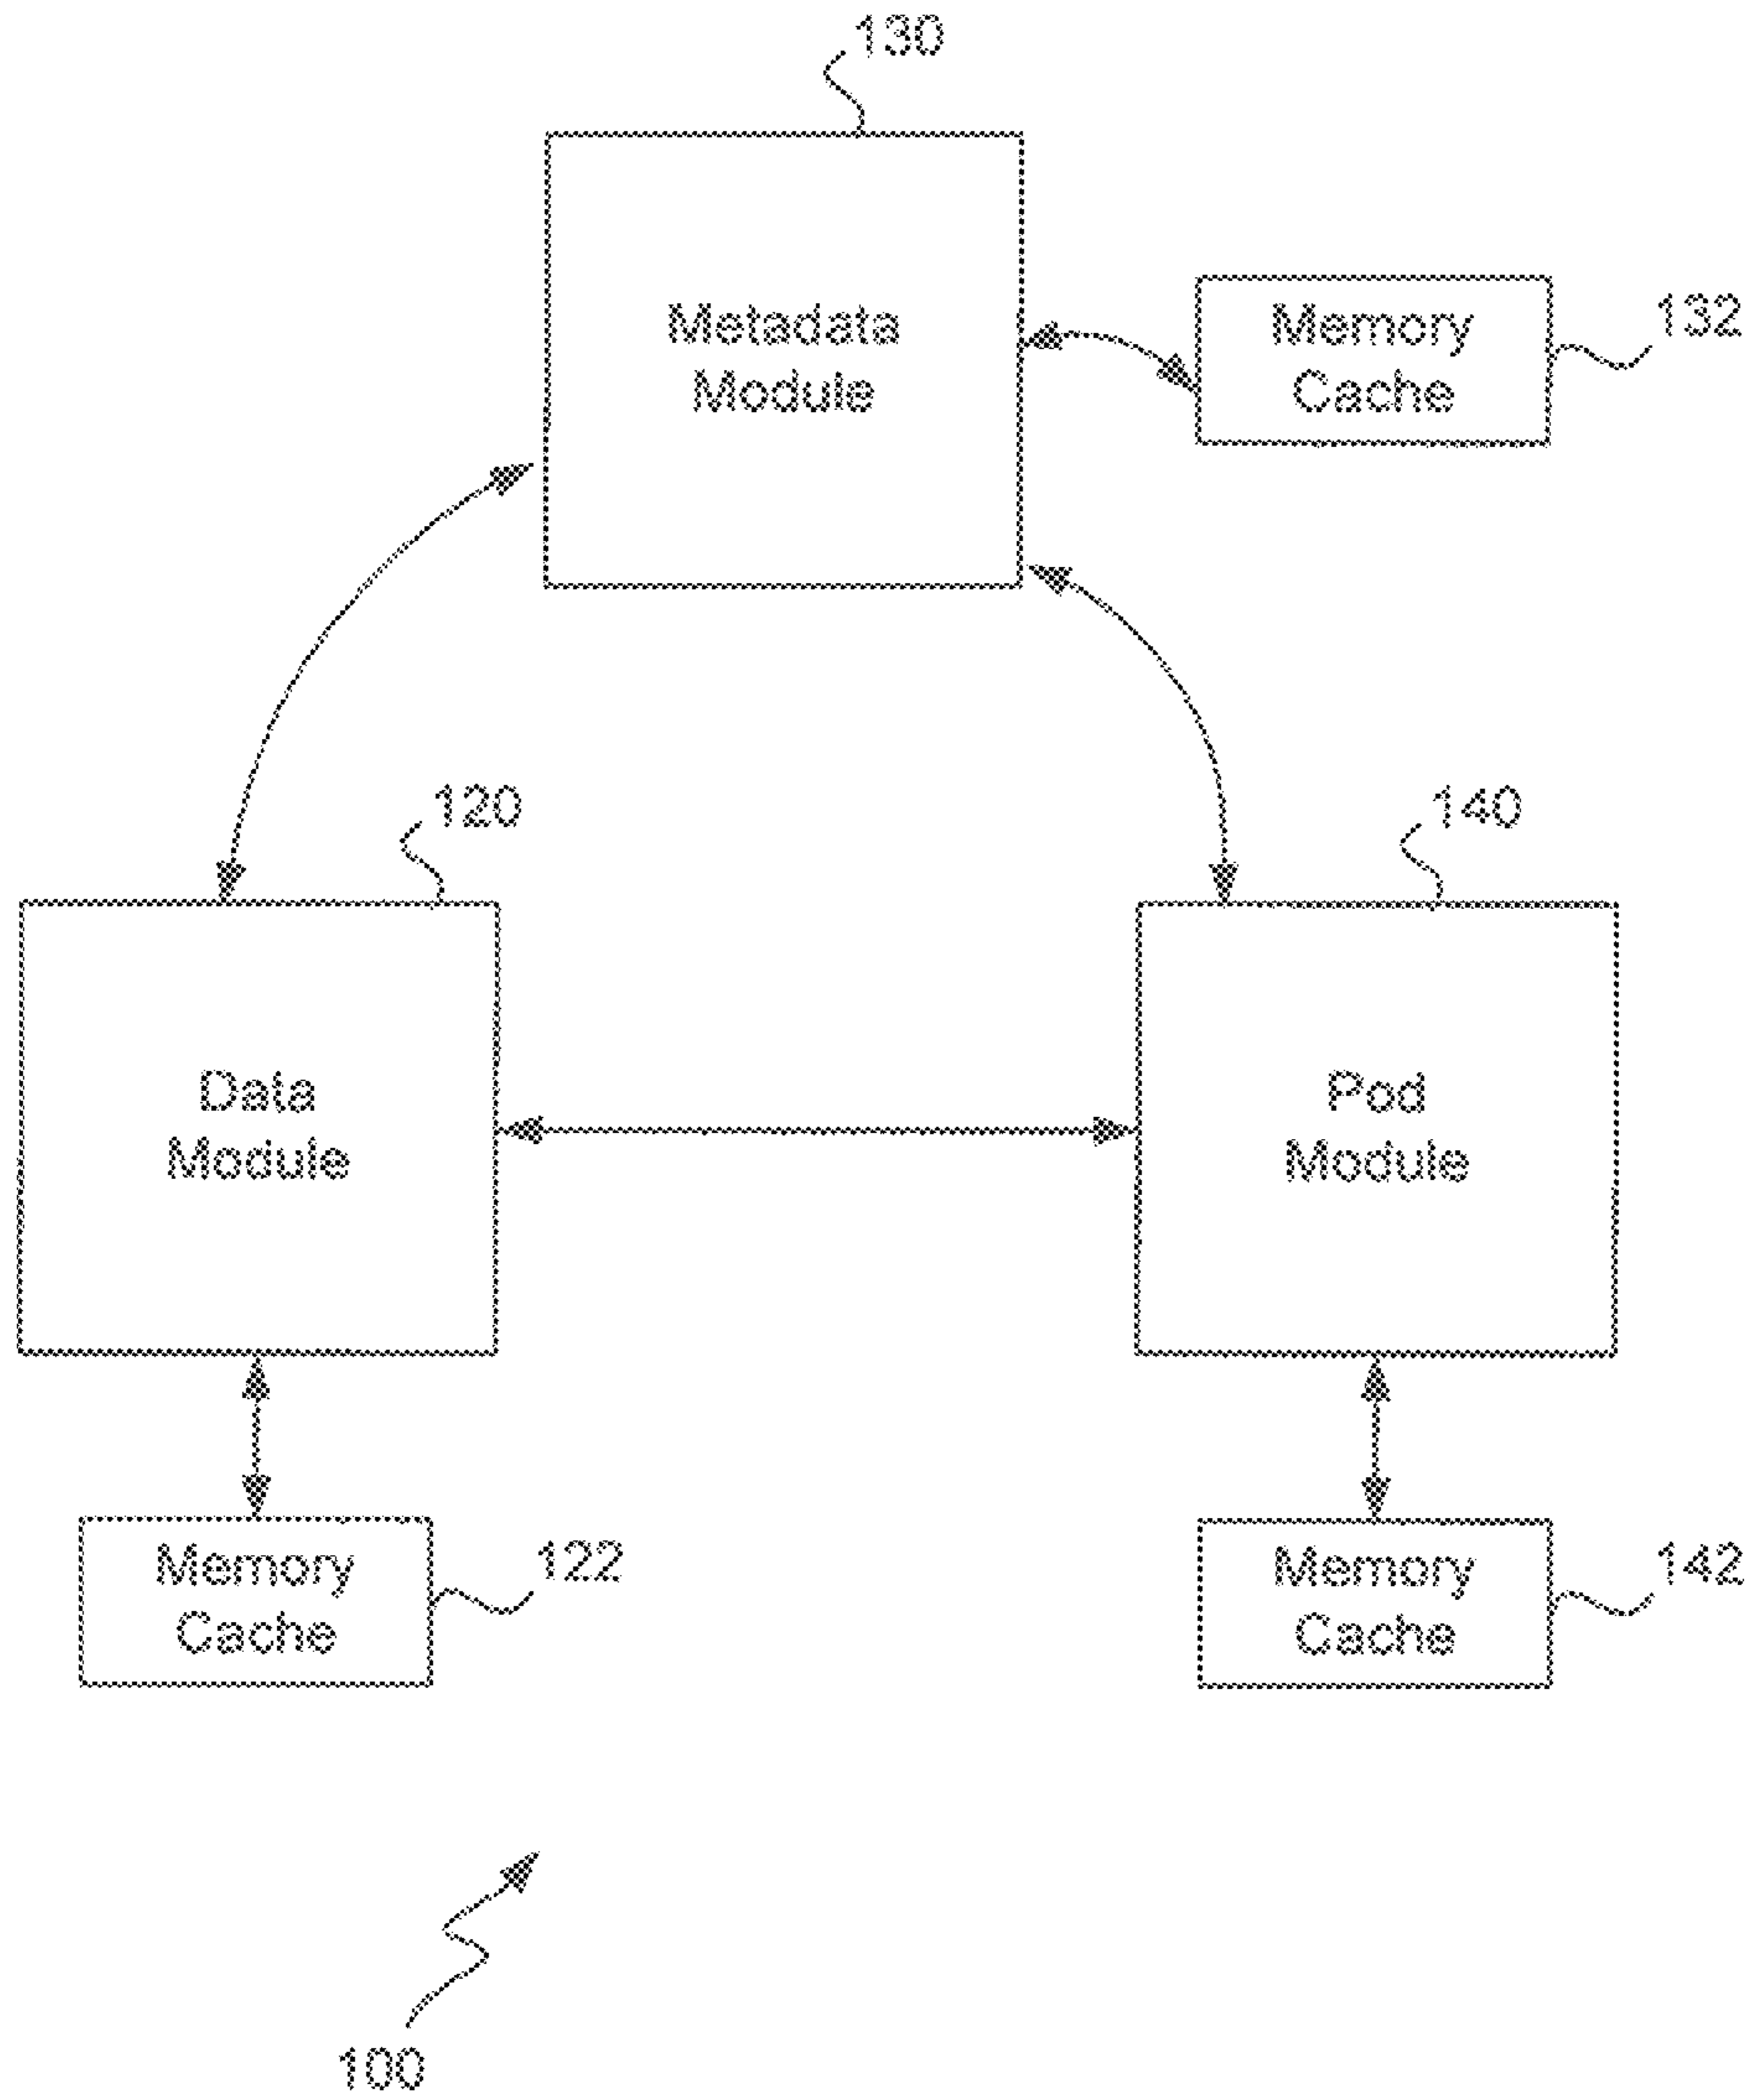 130
Metadata
Module
Memory
Cache
132
120
140
Data
Module
Pod
Module
Memory
Cache
122
Memory
Cache
142
100